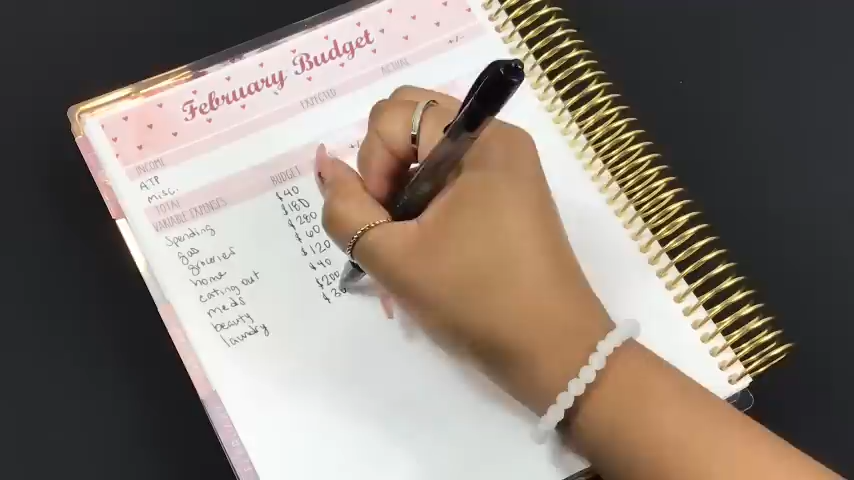 February Budget
INCOME EXPECTED ACTUAL +/-
ATP
misc.
TOTAL
VARIABLE EXPENSES BUDGET
spending $40
gas $180
groceries $280
home $60
eating out $120
meds $40
beauty $200
laundry $30